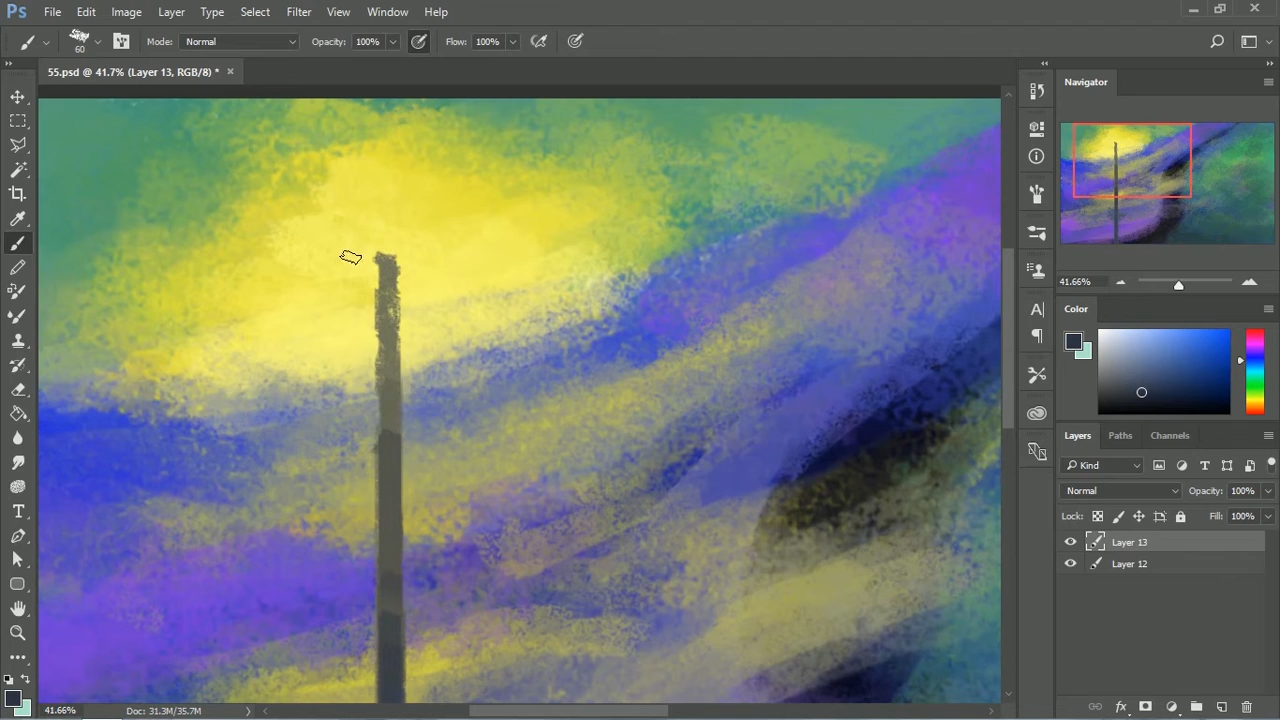 Ps File Edit Image Layer Type Select Filter View Window Help
60 Mode: Normal Opacity: 100% Flow: 100%
55.psd @ 41.7% (Layer 13, RGB/8) * ×
Navigator
41.66%
Color
Layers Paths Channels
Kind
Normal Opacity: 100%
Lock: Fill: 100%
Layer 13
Layer 12
41.66% Doc: 31.3M/35.7M